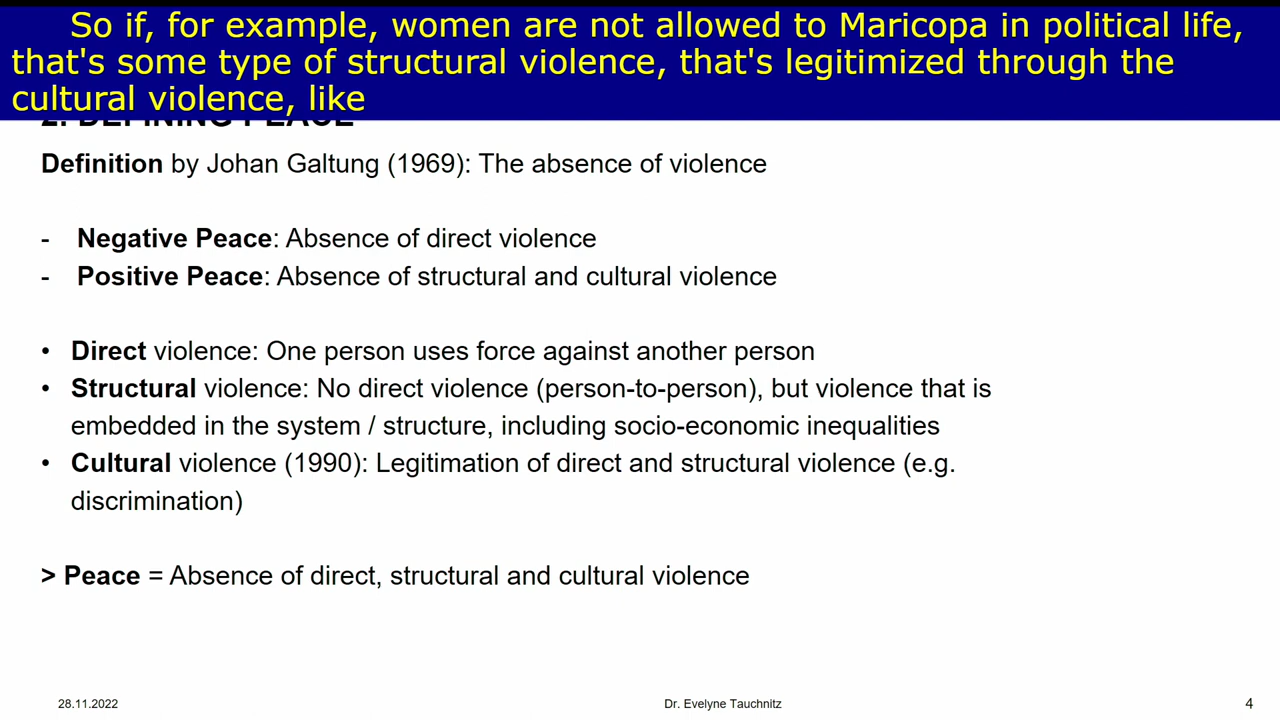 So if, for example, women are not allowed to Maricopa in political life,
that's some type of structural violence, that's legitimized through the
cultural violence, like
2. DEFINING PEACE
Definition by Johan Galtung (1969): The absence of violence
- Negative Peace: Absence of direct violence
- Positive Peace: Absence of structural and cultural violence
• Direct violence: One person uses force against another person
• Structural violence: No direct violence (person-to-person), but violence that is
embedded in the system / structure, including socio-economic inequalities
• Cultural violence (1990): Legitimation of direct and structural violence (e.g.
discrimination)
> Peace = Absence of direct, structural and cultural violence
28.11.2022
Dr. Evelyne Tauchnitz
4